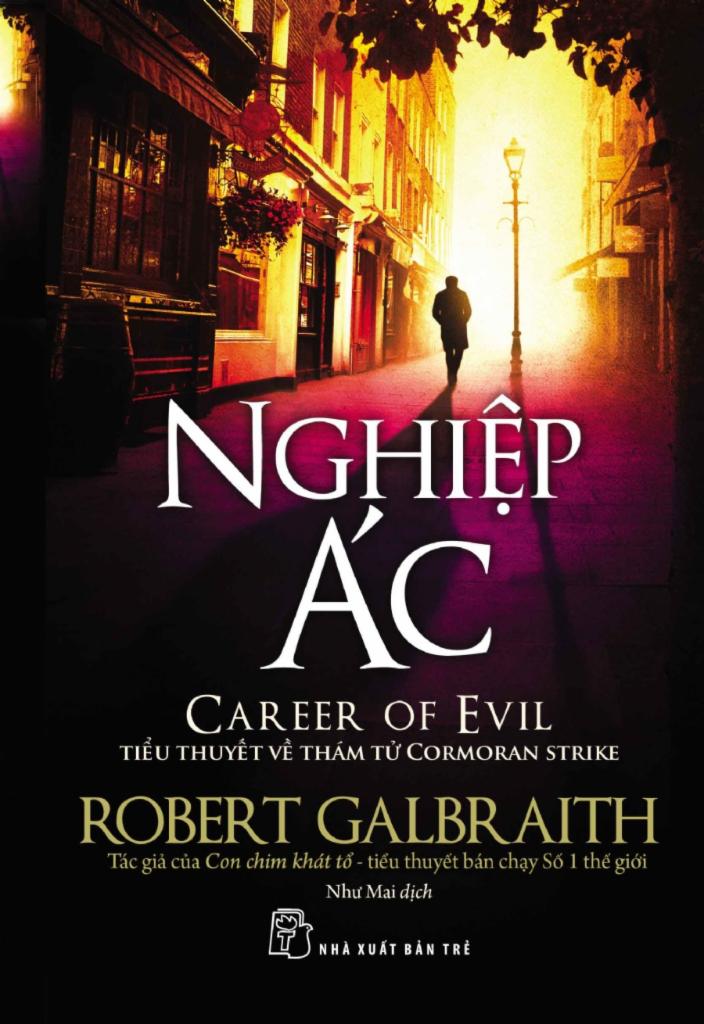 NGHIỆP
ÁC
CAREER OF EVIL
TIỂU THUYẾT VỀ THÁM TỬ CORMORAN STRIKE
ROBERT GALBRAITH
Tác giả của Con chim khát tổ - tiểu thuyết bán chạy Số 1 thế giới
Như Mai dịch
NHÀ XUẤT BẢN TRẺ